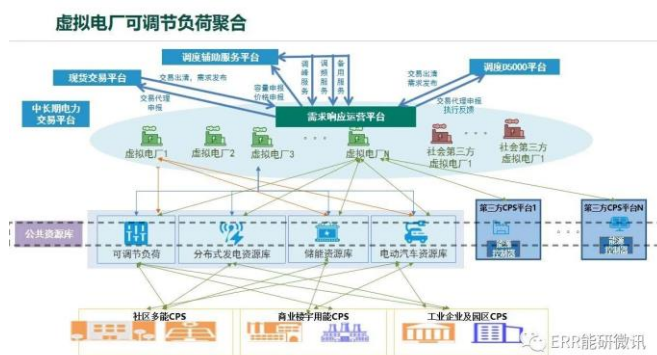 虚拟电厂可调节负荷聚合
调度辅助服务平台
现货交易平台
中长期电力
交易平台
调度D5000平台
需求响应运营平台
交易出清，需求发布
交易代理
申报
容量申报
价格申报
调峰服务
调频服务
备用服务
交易出清
需求发布
交易代理申报
执行反馈
虚拟电厂1
虚拟电厂2
虚拟电厂3
虚拟电厂N
社会第三方
虚拟电厂1
社会第三方
虚拟电厂1
公共资源库
可调节负荷
分布式发电资源库
储能资源库
电动汽车资源库
第三方CPS平台1
第三方CPS平台N
社区多能CPS
商业楼宇用能CPS
工业企业及园区CPS
ERR能研微讯